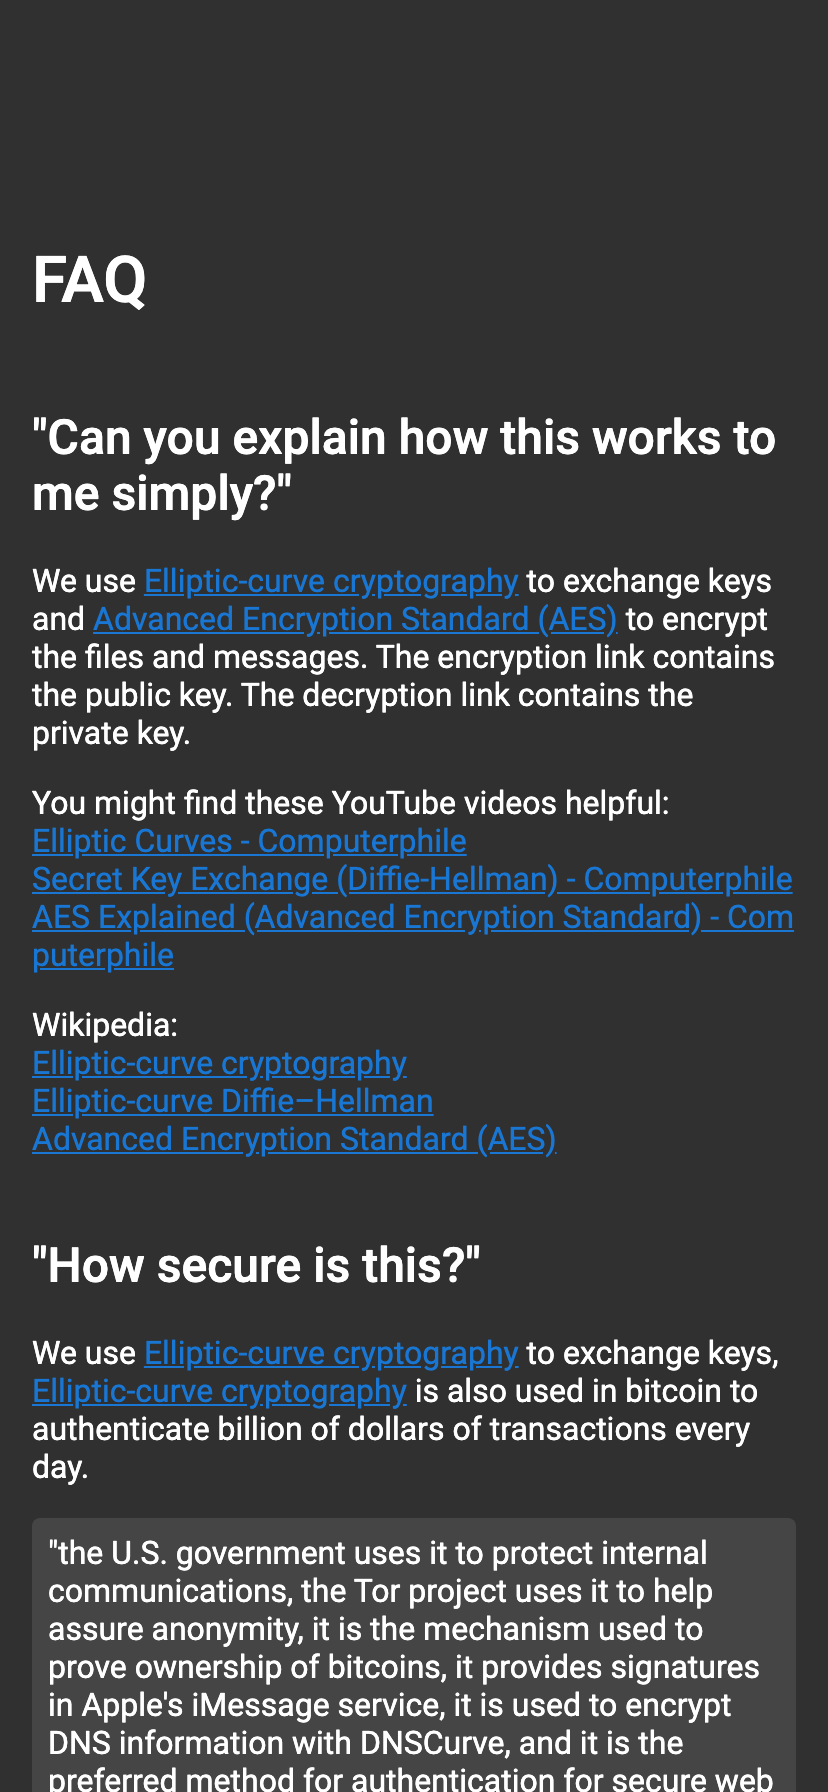 FAQ
"Can you explain how this works to
me simply?"
We use Elliptic-curve cryptography to exchange keys
and Advanced Encryption Standard (AES) to encrypt
the files and messages. The encryption link contains
the public key. The decryption link contains the
private key.
You might find these YouTube videos helpful:
Elliptic Curves - Computerphile
Secret Key Exchange (Diffie-Hellman) - Computerphile
AES Explained (Advanced Encryption Standard) - Com
puterphile
Wikipedia:
Elliptic-curve cryptography
Elliptic-curve Diffie–Hellman
Advanced Encryption Standard (AES)
"How secure is this?"
We use Elliptic-curve cryptography to exchange keys,
Elliptic-curve cryptography is also used in bitcoin to
authenticate billion of dollars of transactions every
day.
"the U.S. government uses it to protect internal
communications, the Tor project uses it to help
assure anonymity, it is the mechanism used to
prove ownership of bitcoins, it provides signatures
in Apple's iMessage service, it is used to encrypt
DNS information with DNSCurve, and it is the
preferred method for authentication for secure web